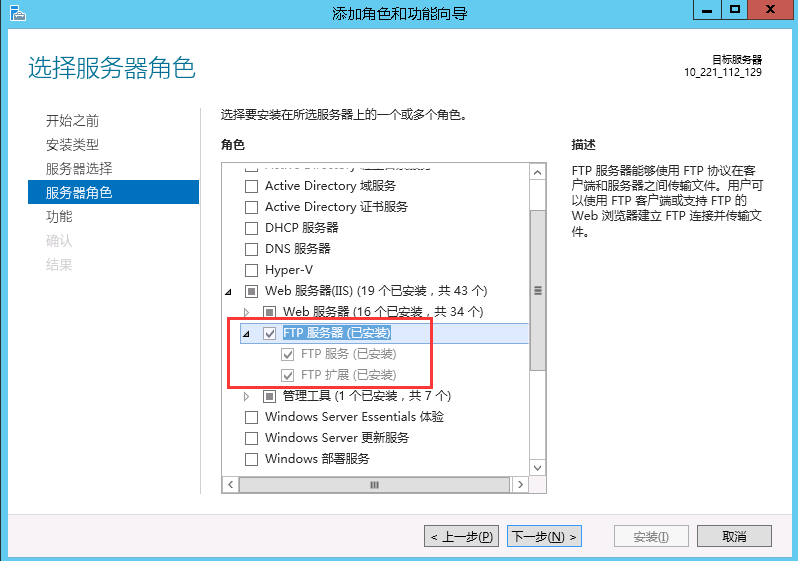 添加角色和功能向导
选择服务器角色
目标服务器
10_221_112_129
开始之前
安装类型
服务器选择
服务器角色
功能
确认
结果
选择要安装在所选服务器上的一个或多个角色。
角色
Active Directory 域服务
Active Directory 证书服务
DHCP 服务器
DNS 服务器
Hyper-V
Web 服务器(IIS) (19 个已安装，共 43 个)
Web 服务器 (16 个已安装，共 34 个)
FTP 服务器 (已安装)
FTP 服务 (已安装)
FTP 扩展 (已安装)
管理工具 (1 个已安装，共 7 个)
Windows Server Essentials 体验
Windows Server 更新服务
Windows 部署服务
描述
FTP 服务器能够使用 FTP 协议在客
户端和服务器之间传输文件。用户可
以使用 FTP 客户端或支持 FTP 的
Web 浏览器建立 FTP 连接并传输文
件。
< 上一步(P)
下一步(N) >
安装(I)
取消